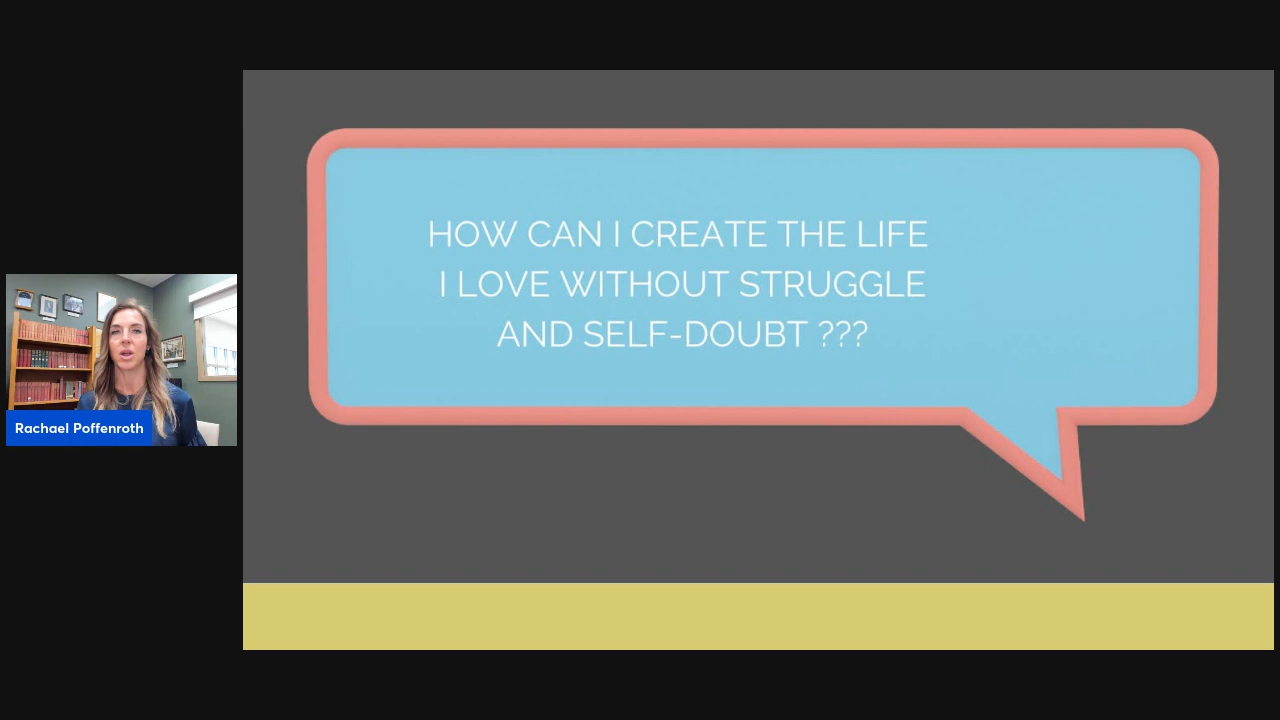 HOW CAN I CREATE THE LIFE
I LOVE WITHOUT STRUGGLE
AND SELF-DOUBT ???
Rachael Poffenroth